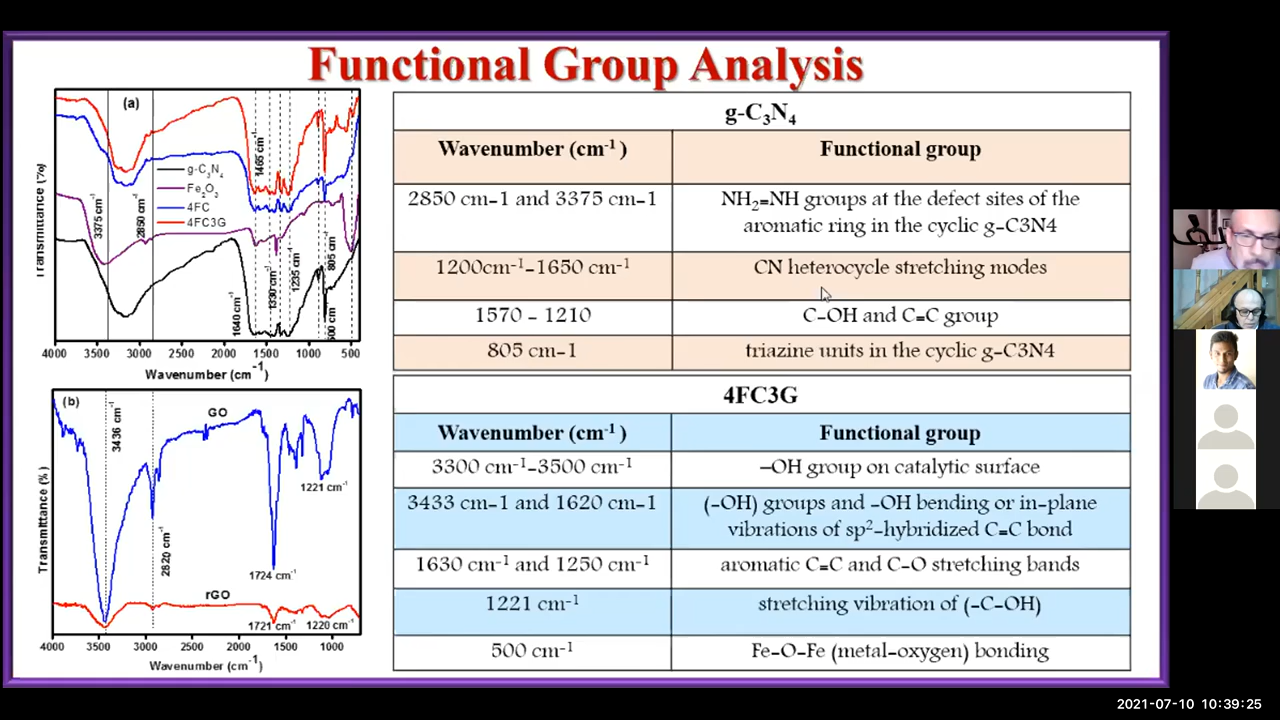 Functional Group Analysis
(a)
1465 cm⁻¹
g-C₃N₄
Fe₂O₃
4FC
4FC3G
3375 cm⁻¹
2850 cm⁻¹
1640 cm⁻¹
1330 cm⁻¹
1235 cm⁻¹
805 cm⁻¹
500 cm⁻¹
Transmittance (%)
4000 3500 3000 2500 2000 1500 1000 500
Wavenumber (cm⁻¹)
(b)
GO
3436 cm⁻¹
2820 cm⁻¹
1221 cm⁻¹
1724 cm⁻¹
rGO
1721 cm⁻¹
1220 cm⁻¹
Transmittance (%)
4000 3500 3000 2500 2000 1500 1000
Wavenumber (cm⁻¹)
g-C₃N₄
Wavenumber (cm⁻¹) Functional group
2850 cm-1 and 3375 cm-1 NH₂=NH groups at the defect sites of the
aromatic ring in the cyclic g-C3N4
1200cm⁻¹-1650 cm⁻¹ CN heterocycle stretching modes
1570 – 1210 C-OH and C=C group
805 cm-1 triazine units in the cyclic g-C3N4
4FC3G
Wavenumber (cm⁻¹) Functional group
3300 cm⁻¹-3500 cm⁻¹ –OH group on catalytic surface
3433 cm-1 and 1620 cm-1 (-OH) groups and -OH bending or in-plane
vibrations of sp²-hybridized C=C bond
1630 cm⁻¹ and 1250 cm⁻¹ aromatic C=C and C-O stretching bands
1221 cm⁻¹ stretching vibration of (-C-OH)
500 cm⁻¹ Fe-O-Fe (metal-oxygen) bonding
2021-07-10 10:39:25